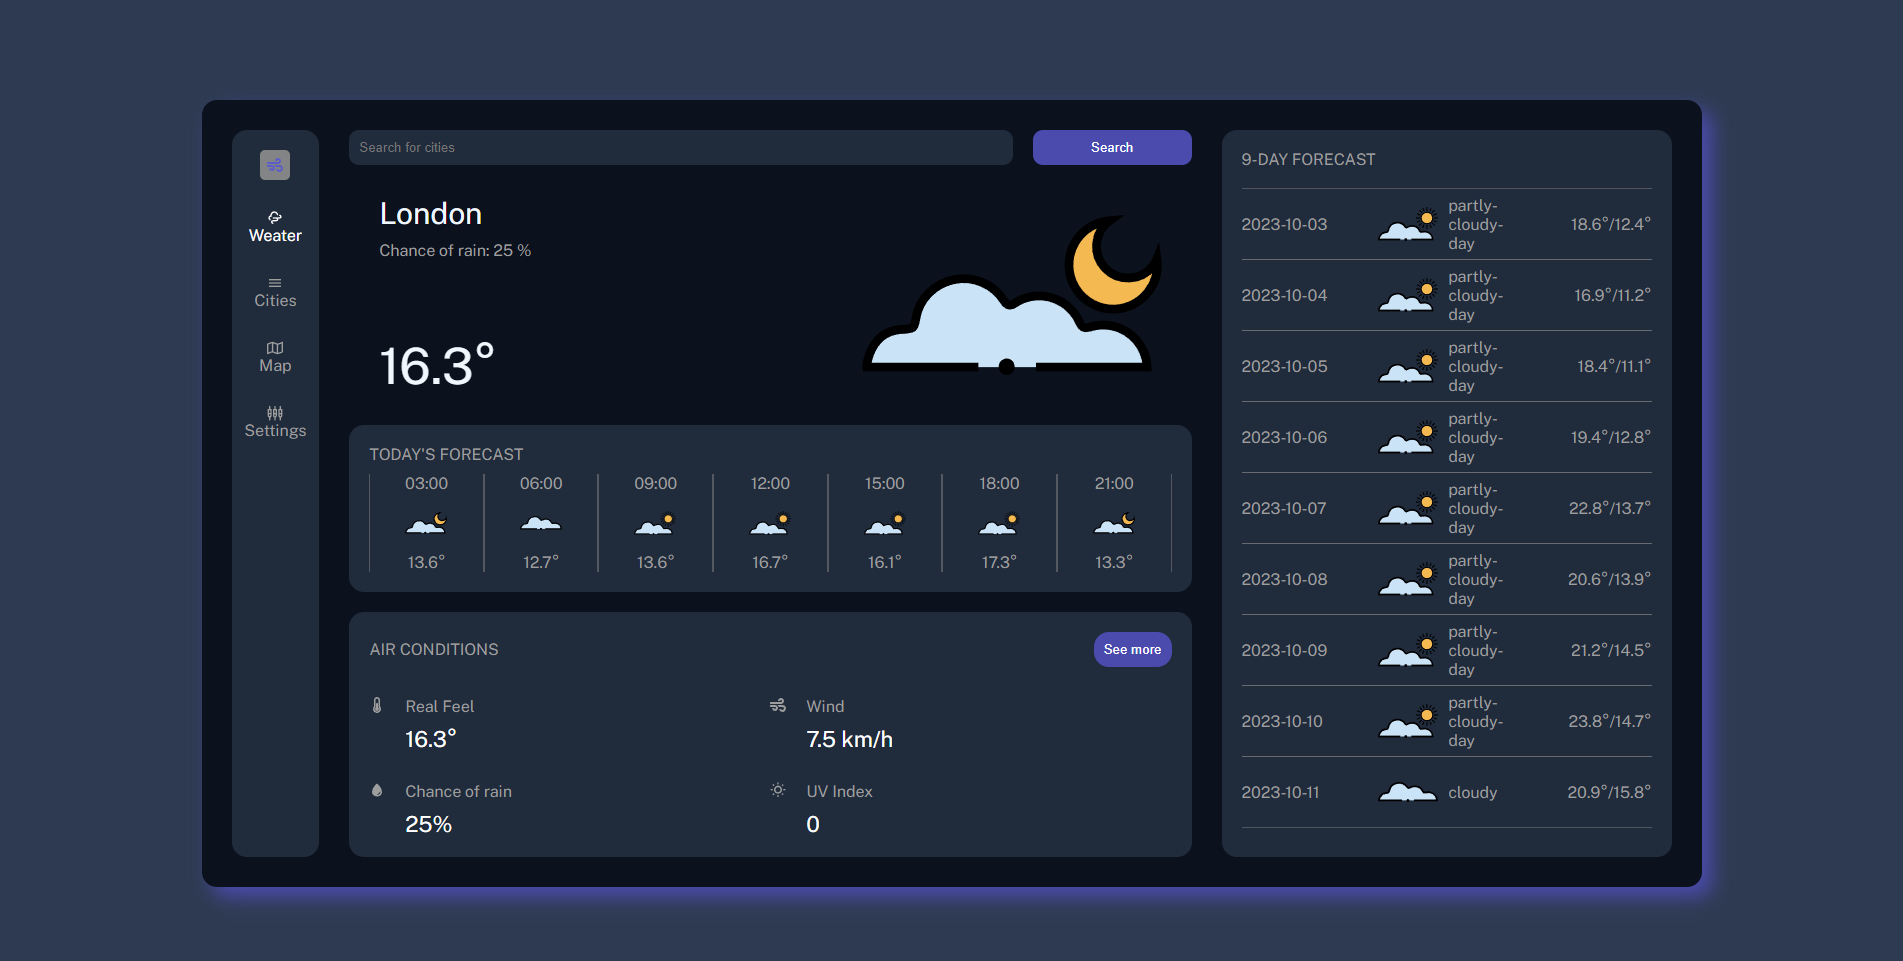 Weater
Cities
Map
Settings
Search for cities
Search
London
Chance of rain: 25 %
16.3°
TODAY'S FORECAST
03:00 06:00 09:00 12:00 15:00 18:00 21:00
13.6° 12.7° 13.6° 16.7° 16.1° 17.3° 13.3°
AIR CONDITIONS
See more
Real Feel
16.3°
Wind
7.5 km/h
Chance of rain
25%
UV Index
0
9-DAY FORECAST
2023-10-03
partly-
cloudy-
day
18.6°/12.4°
2023-10-04
partly-
cloudy-
day
16.9°/11.2°
2023-10-05
partly-
cloudy-
day
18.4°/11.1°
2023-10-06
partly-
cloudy-
day
19.4°/12.8°
2023-10-07
partly-
cloudy-
day
22.8°/13.7°
2023-10-08
partly-
cloudy-
day
20.6°/13.9°
2023-10-09
partly-
cloudy-
day
21.2°/14.5°
2023-10-10
partly-
cloudy-
day
23.8°/14.7°
2023-10-11
cloudy
20.9°/15.8°